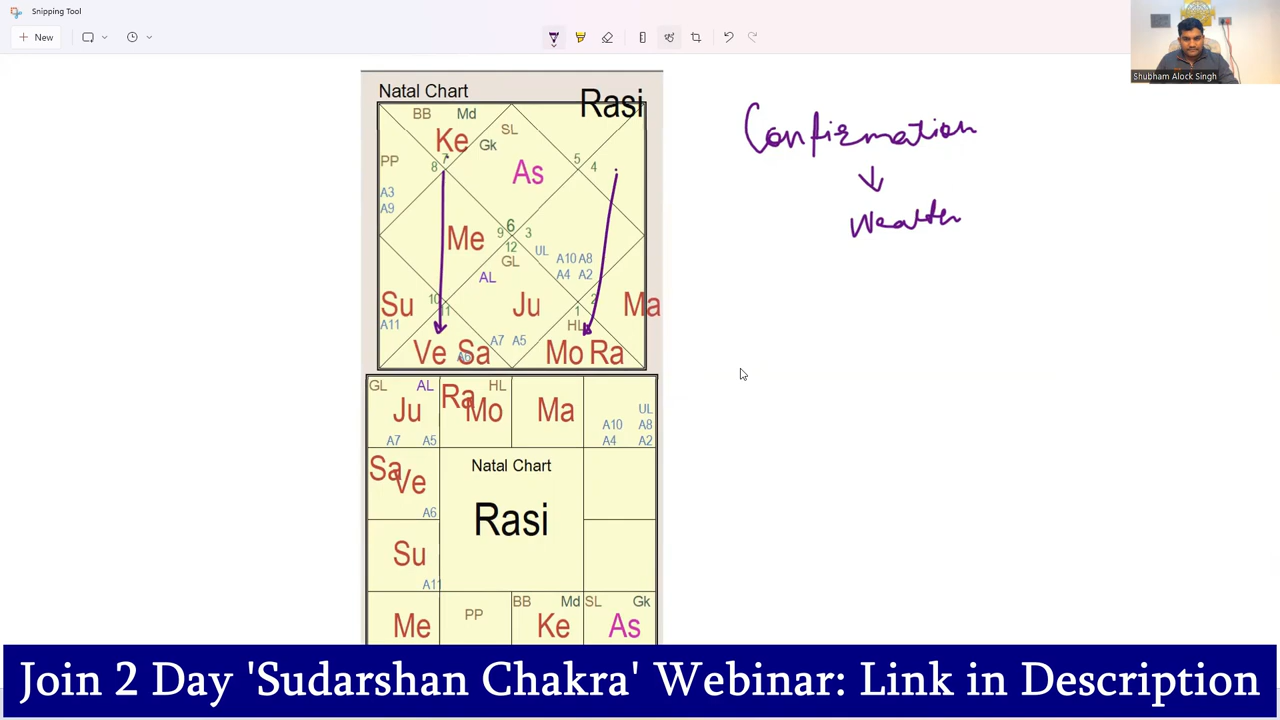 Snipping Tool
New
Shubham Alock Singh
Natal Chart
Rasi
BB Md
Ke Gk SL
PP 8 7 As 5 4
A3
A9
Me 9 6 3
12 UL
GL A10 A8
AL A4 A2
Su 10 11 Ju 1 2 Ma
A11 HL
A7 A5
Ve Sa A6 Mo Ra
Confirmation
Wealth
GL AL Ra HL
Ju Mo Ma UL
A10 A8
A7 A5 A4 A2
Sa Ve Natal Chart
A6
Rasi
Su
A11
BB Md SL Gk
Me PP Ke As
Join 2 Day 'Sudarshan Chakra' Webinar: Link in Description